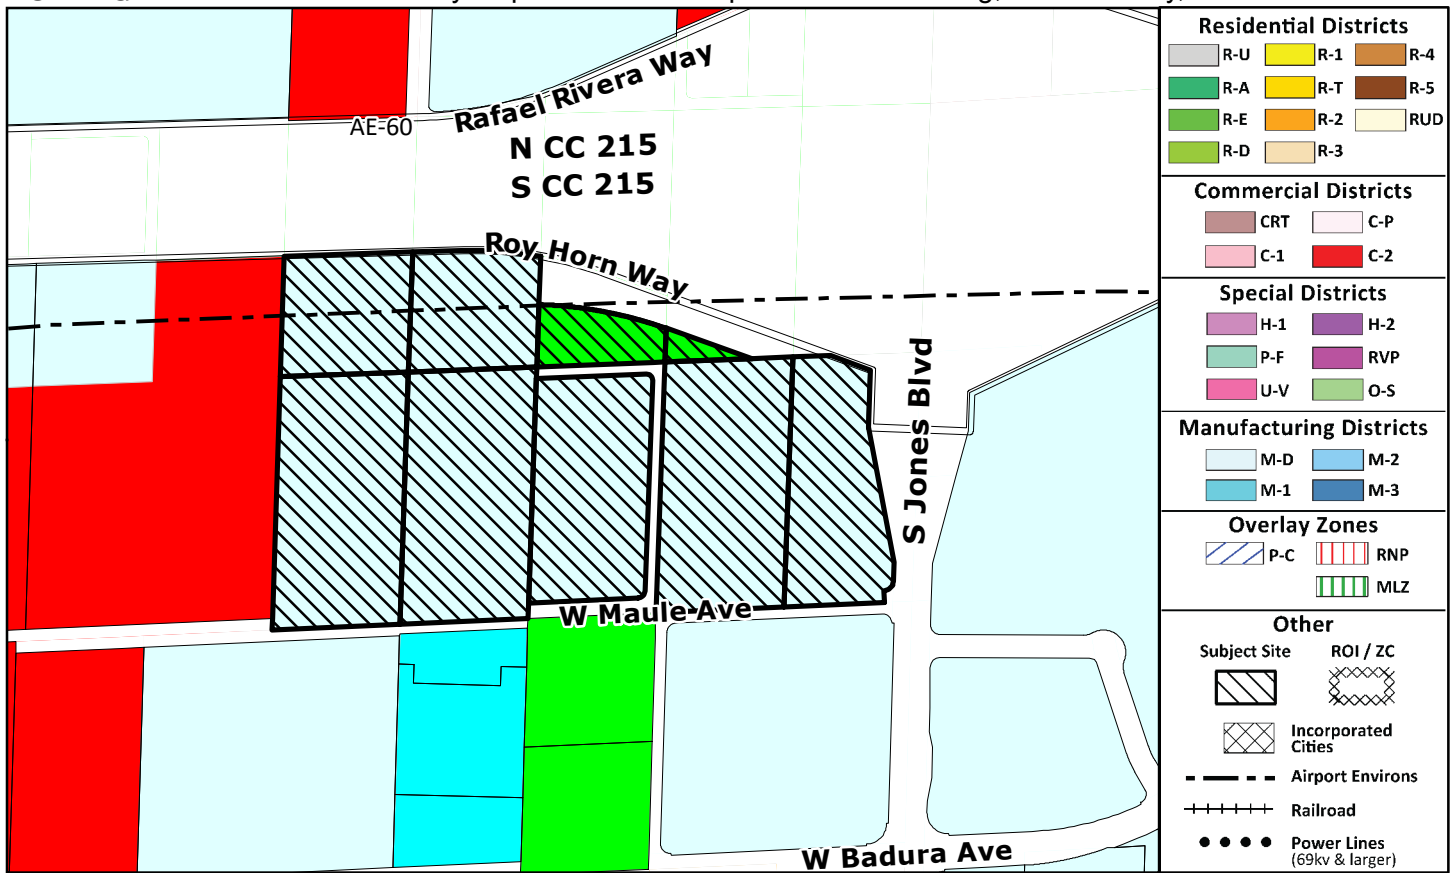 Rafael Rivera Way
AE-60
N CC 215
S CC 215
Roy Horn Way
S Jones Blvd
W Maule Ave
W Badura Ave
Residential Districts
R-U
R-1
R-4
R-A
R-T
R-5
R-E
R-2
RUD
R-D
R-3
Commercial Districts
CRT
C-P
C-1
C-2
Special Districts
H-1
H-2
P-F
RVP
U-V
O-S
Manufacturing Districts
M-D
M-2
M-1
M-3
Overlay Zones
P-C
RNP
MLZ
Other
Subject Site
ROI / ZC
Incorporated
Cities
Airport Environs
Railroad
Power Lines
(69kv & larger)